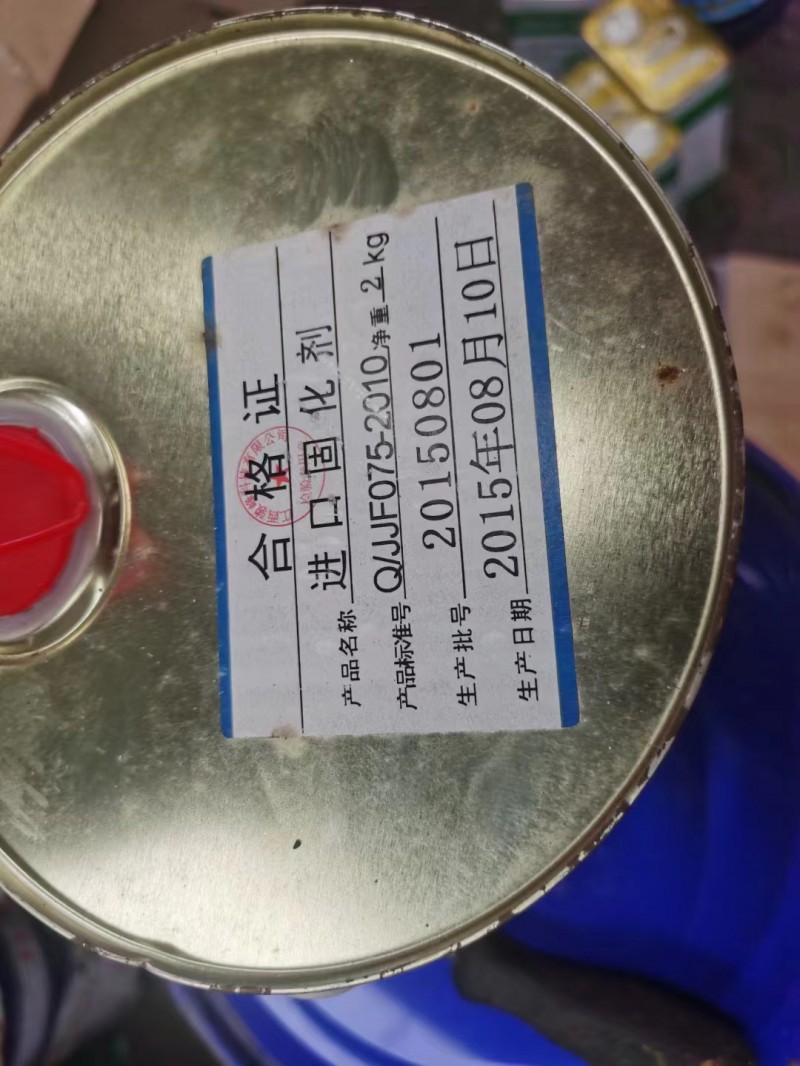 合格证
产品名称 进口固化剂
产品标准号 Q/JJF075-2010 净重 2 kg
生产批号 20150801
生产日期 2015年08月10日